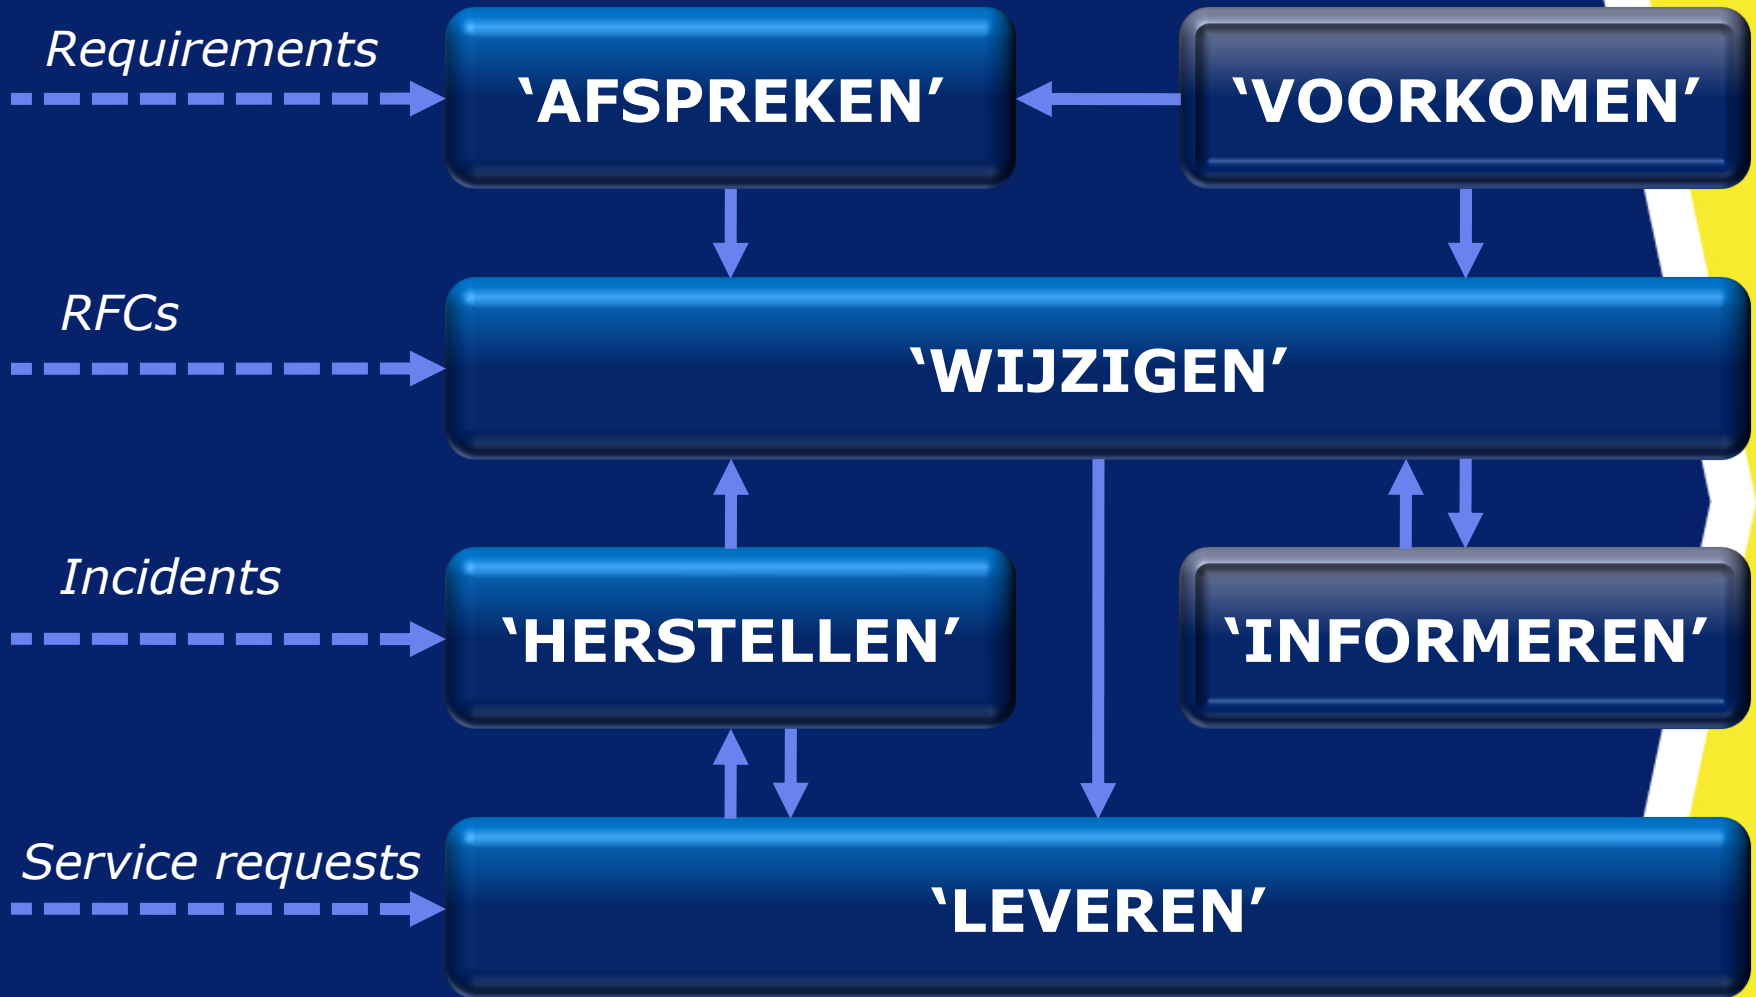 Requirements
‘AFSPREKEN’
‘VOORKOMEN’
RFCs
‘WIJZIGEN’
Incidents
‘HERSTELLEN’
‘INFORMEREN’
Service requests
‘LEVEREN’